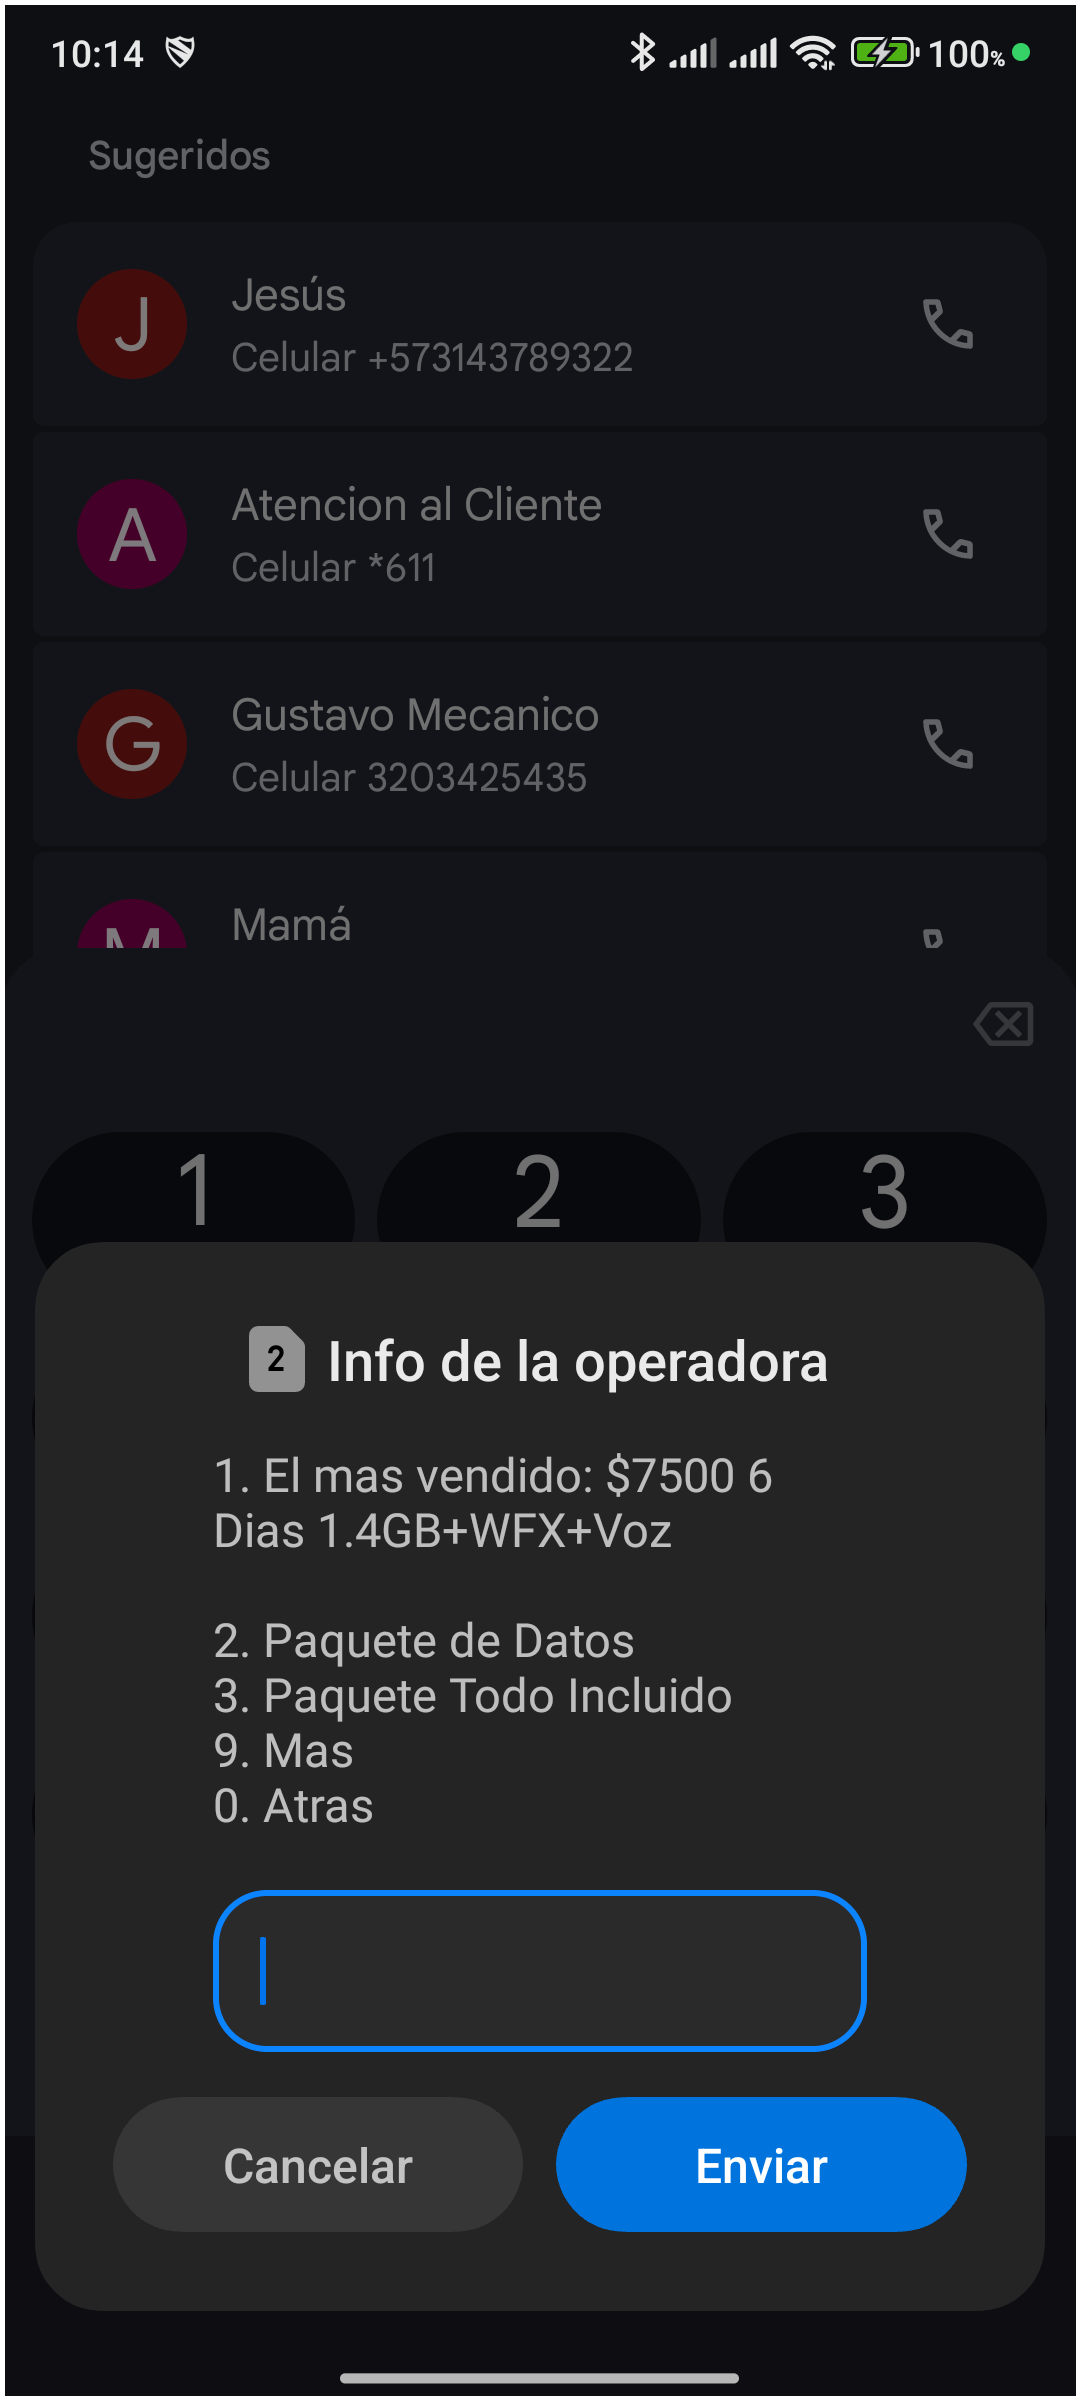 10:14 100%
Sugeridos
J Jesús
Celular +573143789322
A Atencion al Cliente
Celular *611
G Gustavo Mecanico
Celular 3203425435
M Mamá
1 2 3
2 Info de la operadora
1. El mas vendido: $7500 6
Dias 1.4GB+WFX+Voz
2. Paquete de Datos
3. Paquete Todo Incluido
9. Mas
0. Atras
Cancelar Enviar